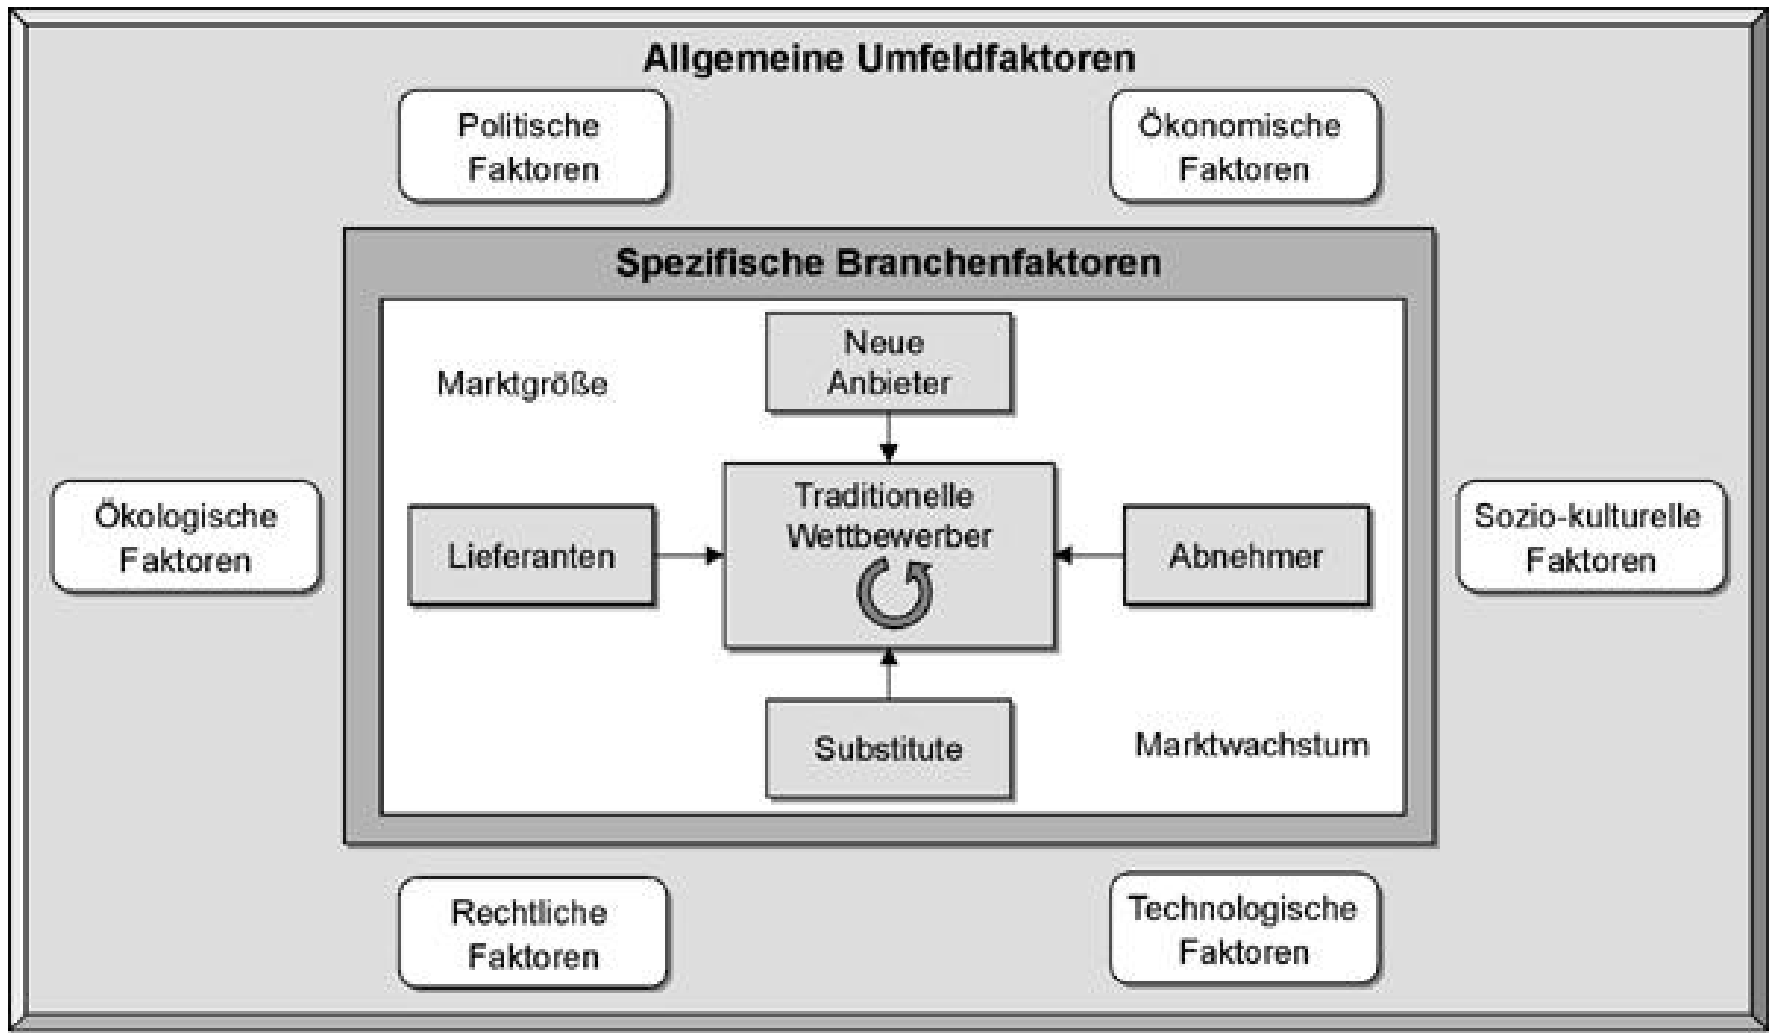 Allgemeine Umfeldfaktoren
Politische
Faktoren
Ökonomische
Faktoren
Spezifische Branchenfaktoren
Neue
Anbieter
Marktgröße
Ökologische
Faktoren
Lieferanten
Traditionelle
Wettbewerber
Abnehmer
Sozio-kulturelle
Faktoren
Substitute
Marktwachstum
Rechtliche
Faktoren
Technologische
Faktoren